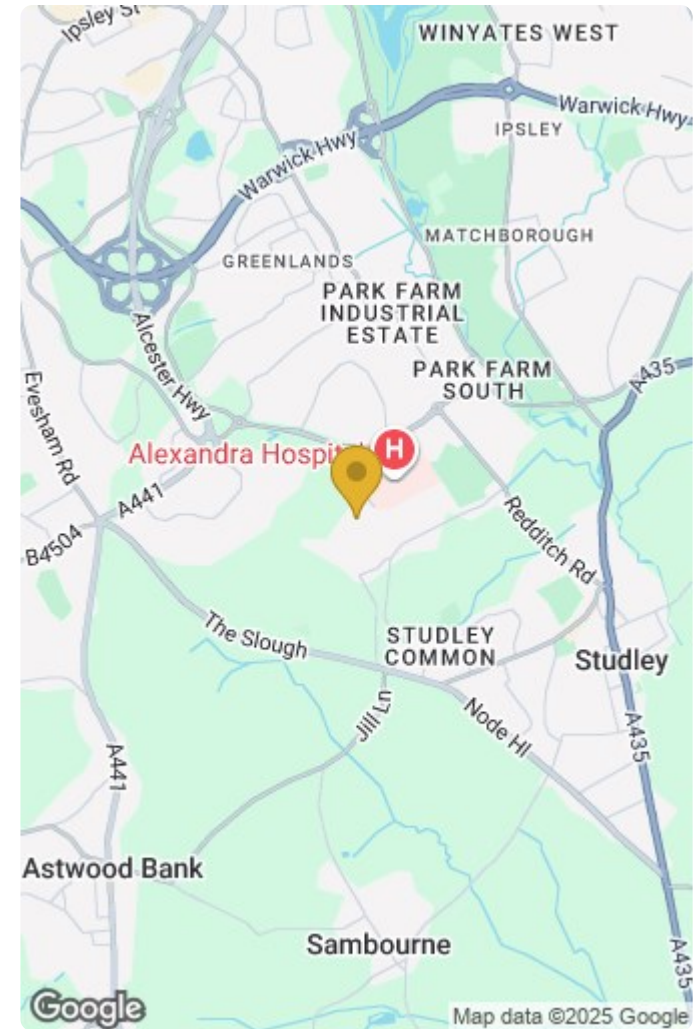 Ipsley St
WINYATES WEST
Warwick Hwy
IPSLEY
Warwick Hwy
MATCHBOROUGH
GREENLANDS
PARK FARM
INDUSTRIAL
ESTATE
Alcester Hwy
PARK FARM
SOUTH
A435
Evesham Rd
Alexandra Hospital
H
A441
B4504
Redditch Rd
The Slough
STUDLEY
COMMON
Studley
Jill Ln
Node Hl
A435
A441
Astwood Bank
Sambourne
A435
Google
Map data ©2025 Google